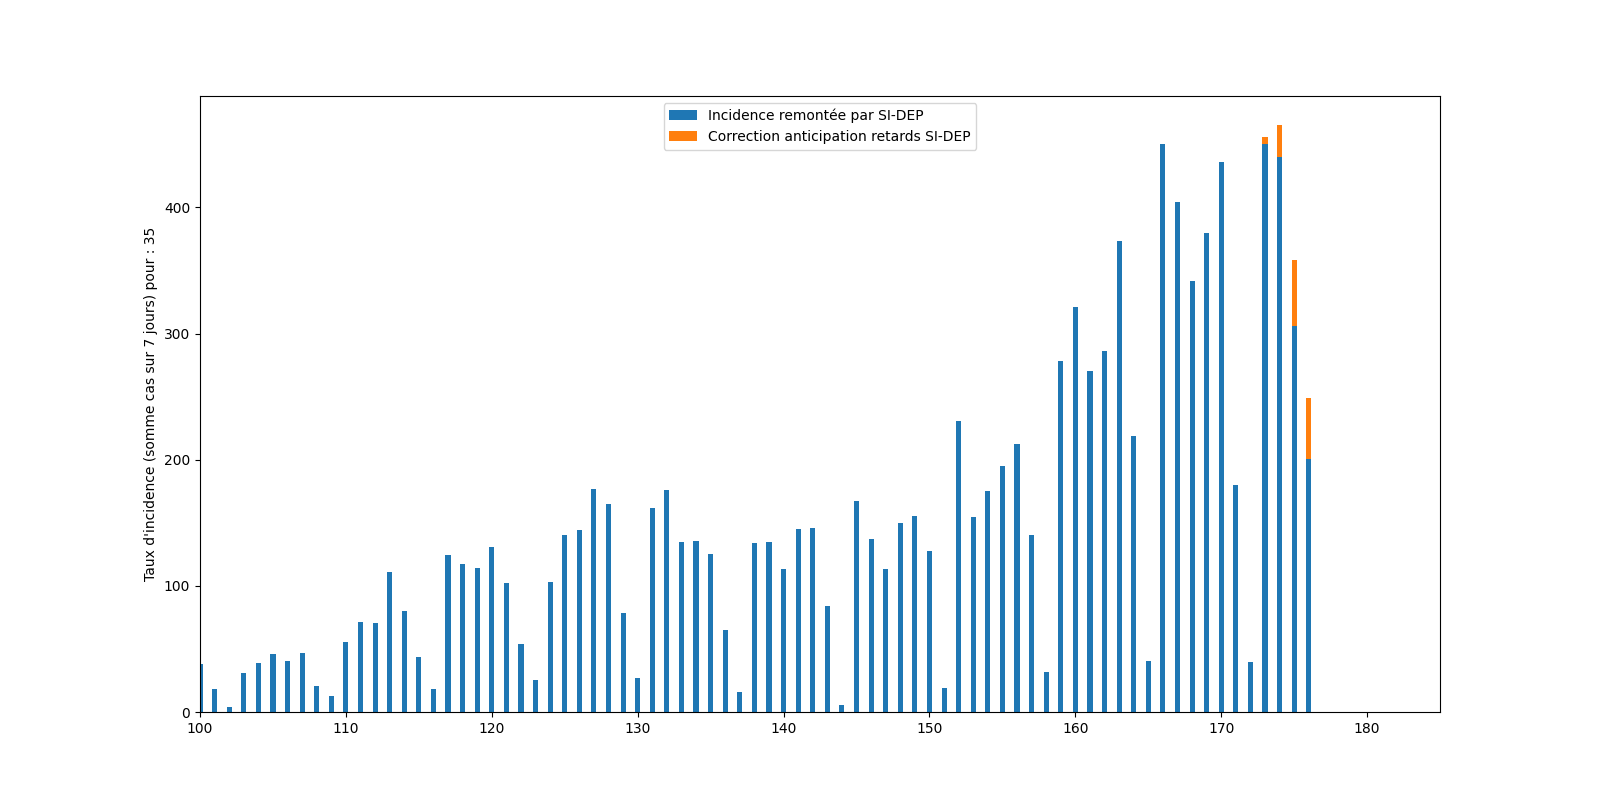 Incidence remontée par SI-DEP
Correction anticipation retards SI-DEP
Taux d'incidence (somme cas sur 7 jours) pour : 35
400
300
200
100
0
100 110 120 130 140 150 160 170 180